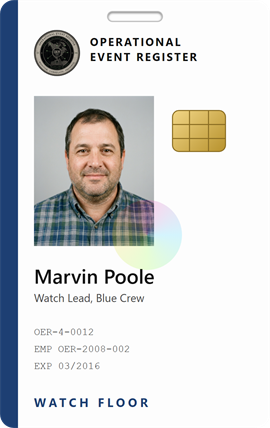 OPERATIONAL
EVENT REGISTER
Marvin Poole
Watch Lead, Blue Crew
OER-4-0012
EMP OER-2008-002
EXP 03/2016
WATCH FLOOR